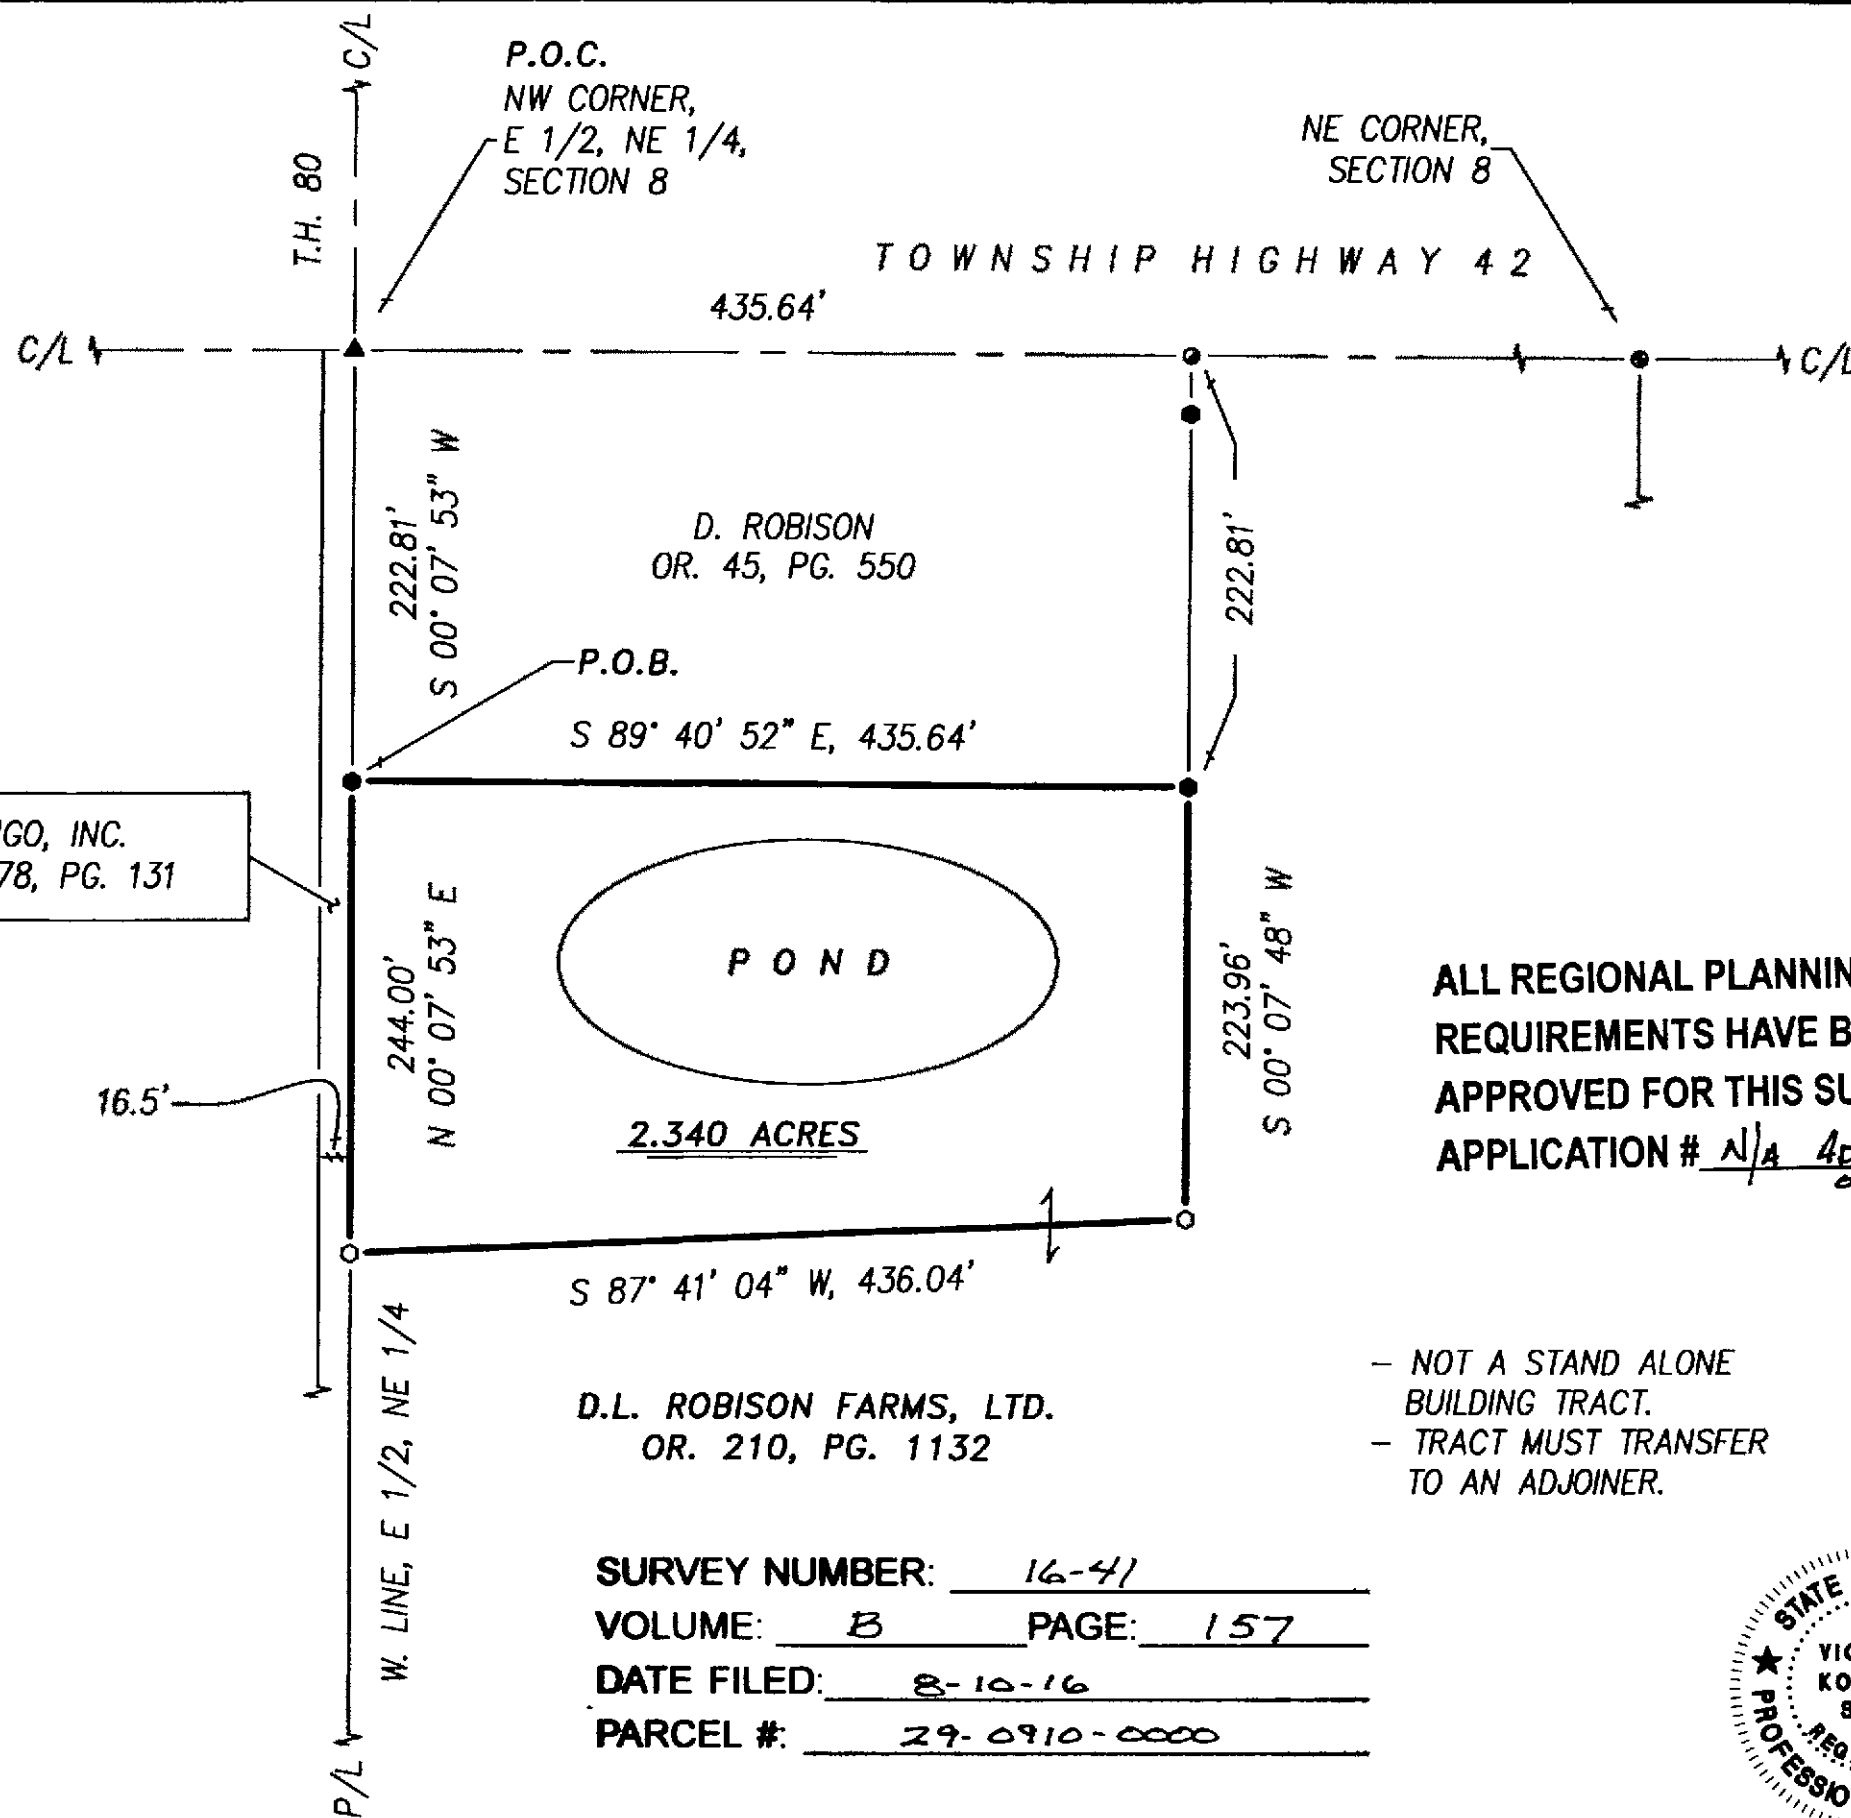 C/L
P.O.C.
NW CORNER,
E 1/2, NE 1/4,
SECTION 8
NE CORNER,
SECTION 8
T.H. 80
TOWNSHIP HIGHWAY 42
435.64'
C/L
C/L
222.81'
S 00° 07' 53" W
D. ROBISON
OR. 45, PG. 550
222.81'
P.O.B.
S 89° 40' 52" E, 435.64'
GO, INC.
78, PG. 131
244.00'
N 00° 07' 53" E
POND
223.96'
S 00° 07' 48" W
16.5'
2.340 ACRES
ALL REGIONAL PLANNIN
REQUIREMENTS HAVE B
APPROVED FOR THIS SU
APPLICATION # N/A
S 87° 41' 04" W, 436.04'
W. LINE, E 1/2, NE 1/4
P/L
D.L. ROBISON FARMS, LTD.
OR. 210, PG. 1132
- NOT A STAND ALONE
BUILDING TRACT.
- TRACT MUST TRANSFER
TO AN ADJOINER.
SURVEY NUMBER: 16-41
VOLUME: B PAGE: 157
DATE FILED: 8-10-16
PARCEL #: 29-0910-0000
STATE
VIC
KO
REG
PROFESSIO